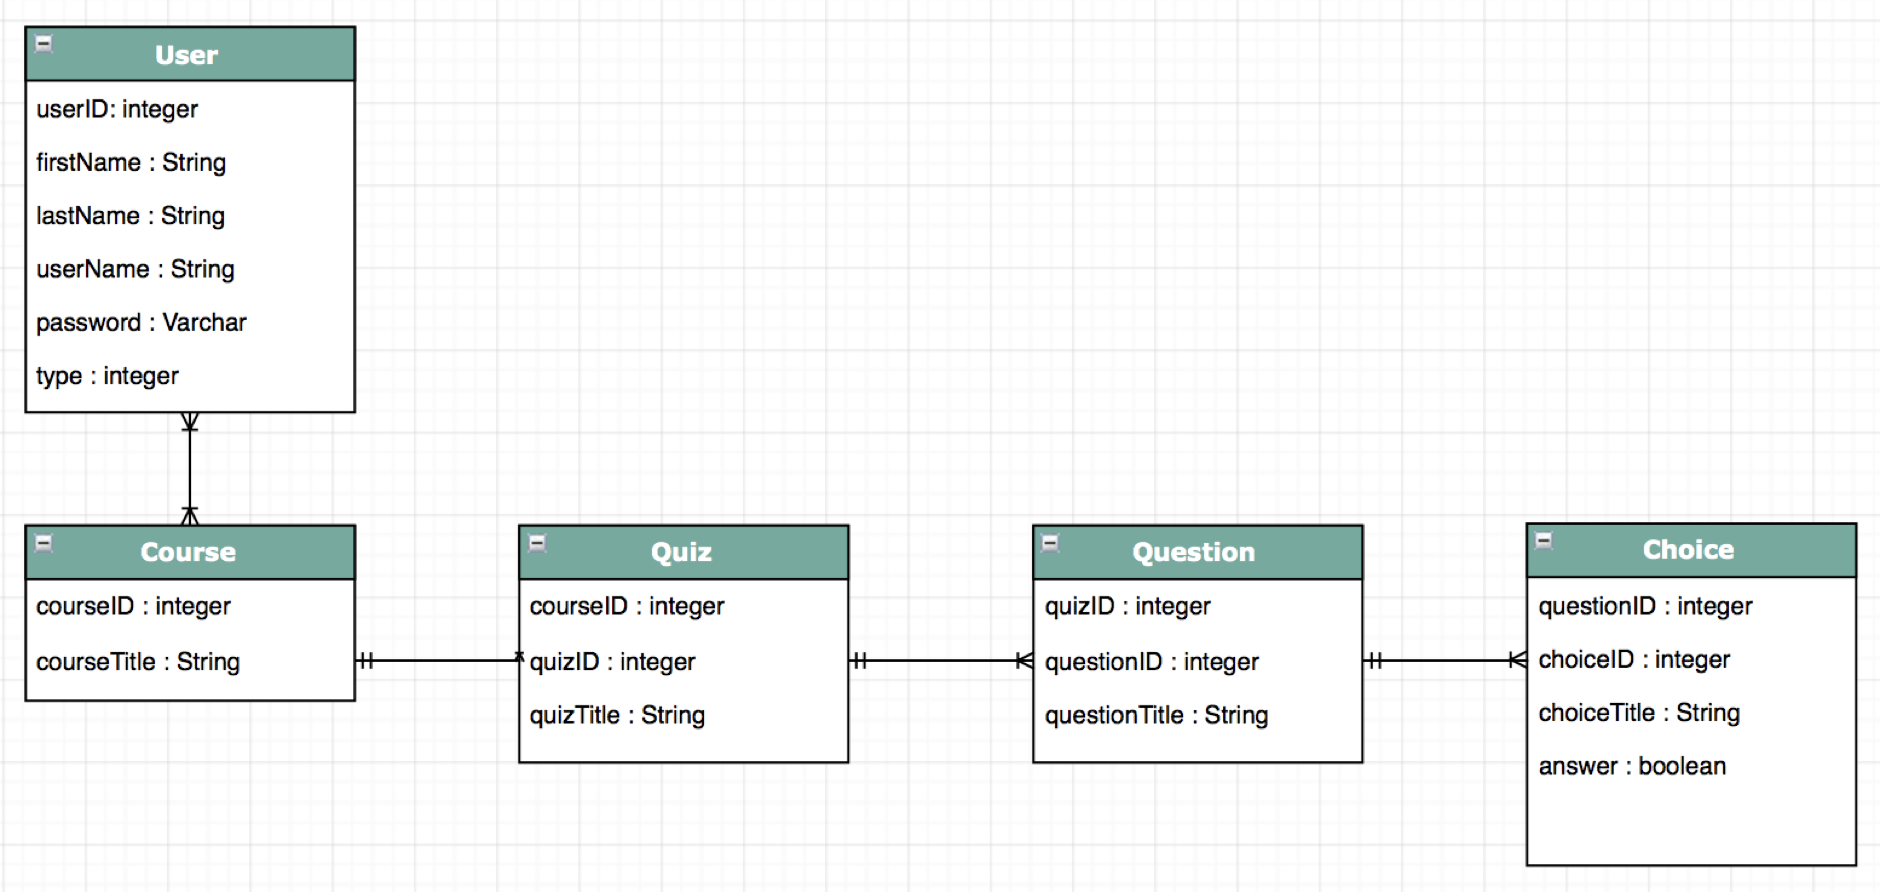 User
userID: integer
firstName : String
lastName : String
userName : String
password : Varchar
type : integer
Course
courseID : integer
courseTitle : String
Quiz
courseID : integer
quizID : integer
quizTitle : String
Question
quizID : integer
questionID : integer
questionTitle : String
Choice
questionID : integer
choiceID : integer
choiceTitle : String
answer : boolean